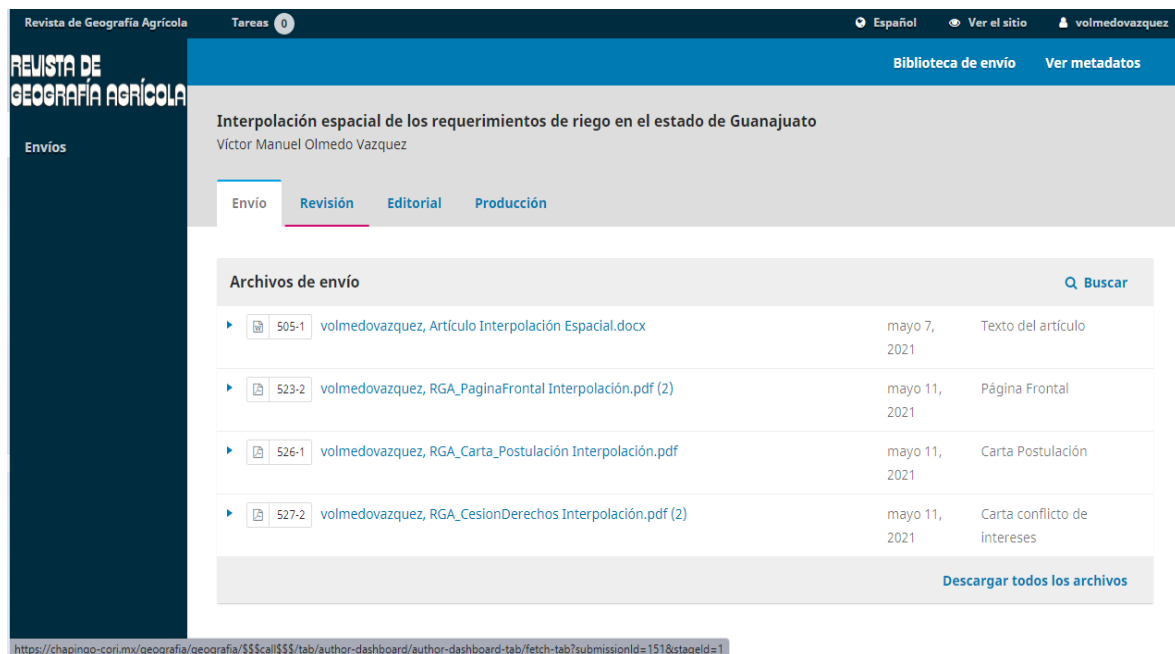 Revista de Geografía Agrícola Tareas 0 Español Ver el sitio volmedovazquez
REVISTA DE
GEOGRAFÍA AGRÍCOLA
Biblioteca de envío Ver metadatos
Interpolación espacial de los requerimientos de riego en el estado de Guanajuato
Víctor Manuel Olmedo Vazquez
Envíos
Envío Revisión Editorial Producción
Archivos de envío Buscar
505-1 volmedovazquez, Artículo Interpolación Espacial.docx mayo 7, Texto del artículo
2021
523-2 volmedovazquez, RGA_PaginaFrontal Interpolación.pdf (2) mayo 11, Página Frontal
2021
526-1 volmedovazquez, RGA_Carta_Postulación Interpolación.pdf mayo 11, Carta Postulación
2021
527-2 volmedovazquez, RGA_CesionDerechos Interpolación.pdf (2) mayo 11, Carta conflicto de
2021 intereses
Descargar todos los archivos
https://chapingo-cori.mx/geografia/geografia/$$$call$$$/tab/author-dashboard/author-dashboard-tab/fetch-tab?submissionId=151&stageId=1